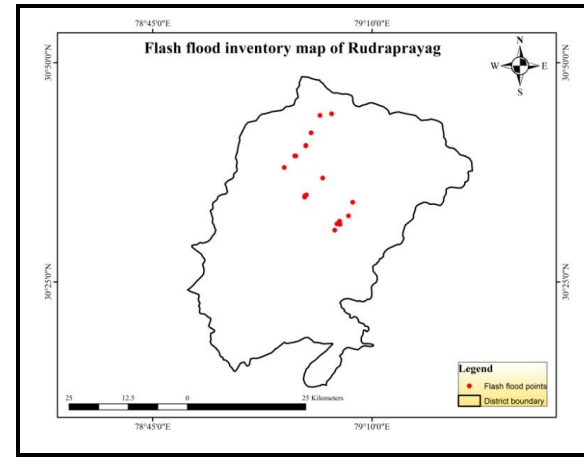 78°45'0"E 79°10'0"E
Flash flood inventory map of Rudraprayag
N
W E
S
30°50'0"N 30°50'0"N
30°25'0"N 30°25'0"N
Legend
Flash flood points
District boundary
25 12.5 0 25 Kilometers
78°45'0"E 79°10'0"E